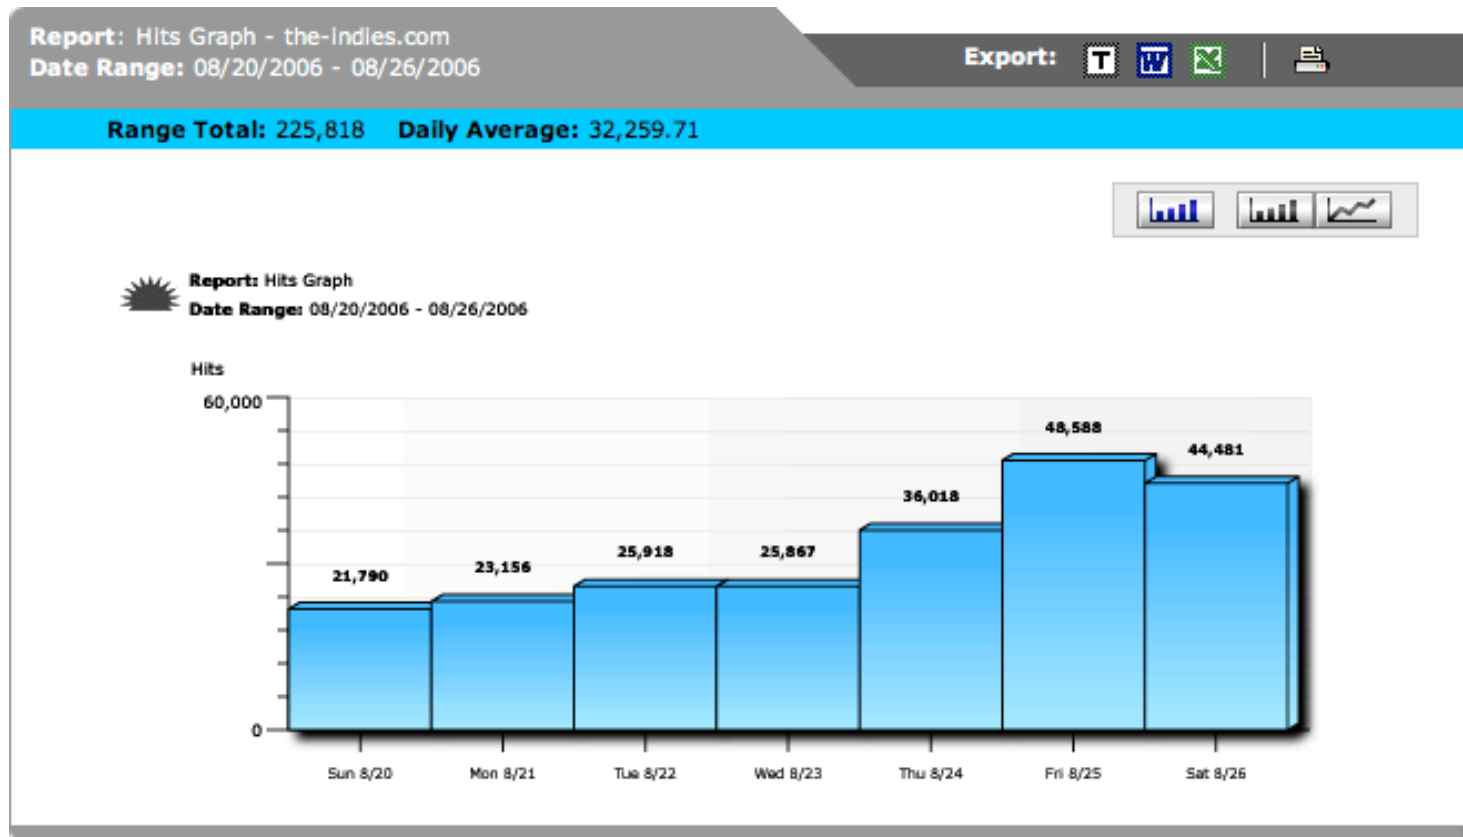 Report: Hits Graph - the-indies.com
Date Range: 08/20/2006 - 08/26/2006
Export: T W X
Range Total: 225,818 Daily Average: 32,259.71
Report: Hits Graph
Date Range: 08/20/2006 - 08/26/2006
Hits
60,000
48,588
44,481
36,018
25,918
25,867
23,156
21,790
0
Sun 8/20 Mon 8/21 Tue 8/22 Wed 8/23 Thu 8/24 Fri 8/25 Sat 8/26